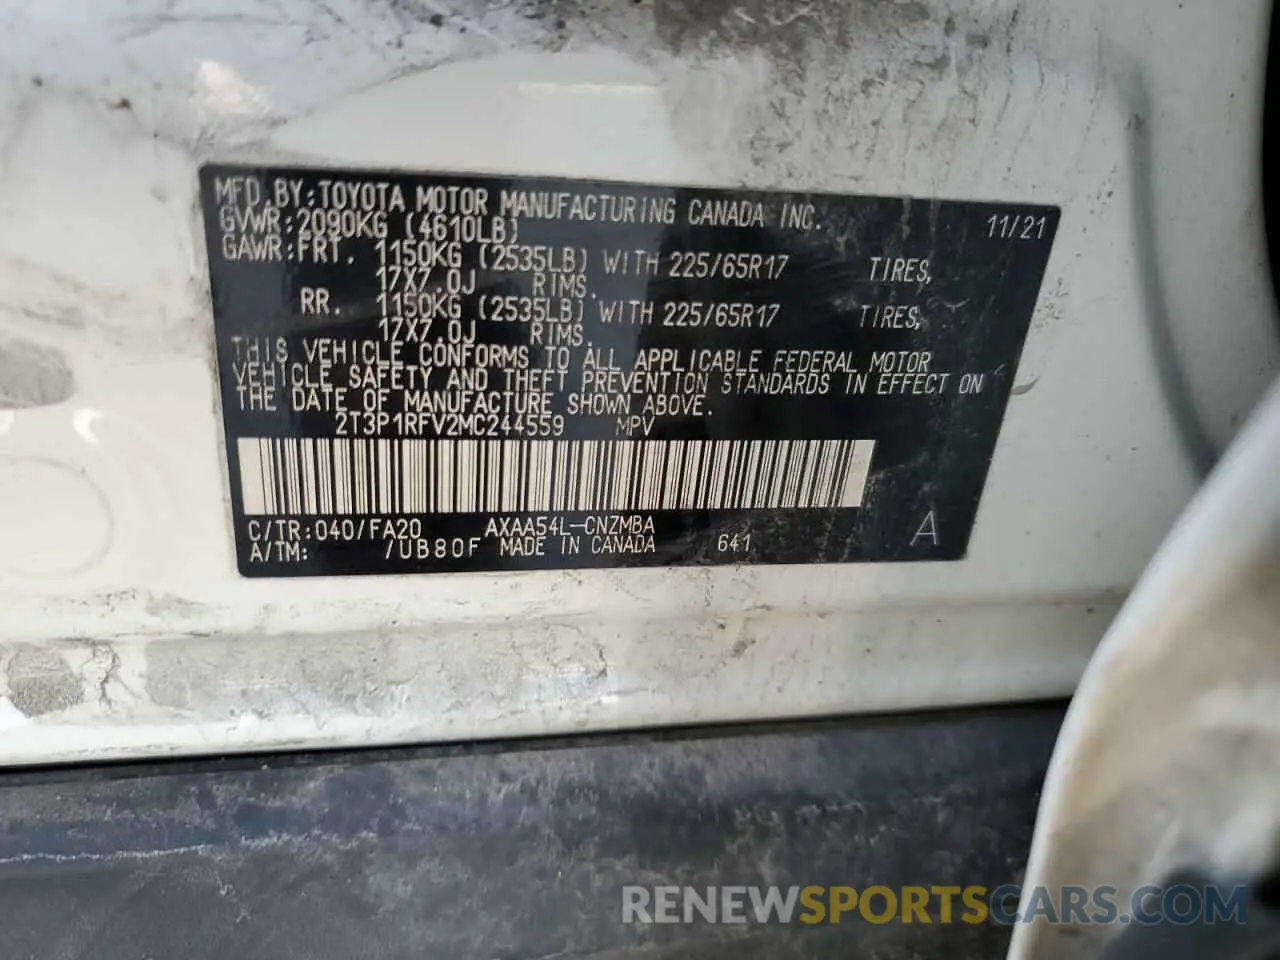 MFD.BY:TOYOTA MOTOR MANUFACTURING CANADA INC. 11/21
GVWR:2090KG (4610LB)
GAWR:FRT. 1150KG (2535LB) WITH 225/65R17 TIRES,
17X7.0J RIMS.
RR. 1150KG (2535LB) WITH 225/65R17 TIRES,
17X7.0J RIMS.
THIS VEHICLE CONFORMS TO ALL APPLICABLE FEDERAL MOTOR
VEHICLE SAFETY AND THEFT PREVENTION STANDARDS IN EFFECT ON
THE DATE OF MANUFACTURE SHOWN ABOVE.
2T3P1RFV2MC244559 MPV
C/TR:040/FA20 AXAA54L-CNZMBA
A/TM: /UB80F MADE IN CANADA 641 A
RENEWSPORTSCARS.COM